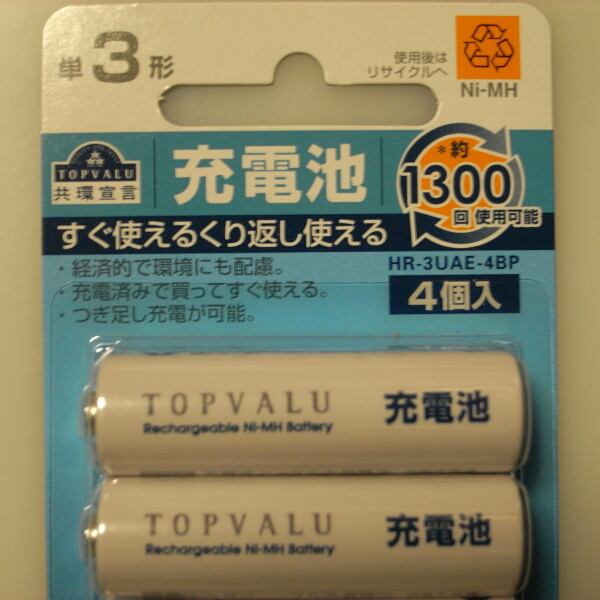 単3形
使用後は
リサイクルへ
Ni-MH
TOPVALU
共環宣言
充電池
*約
1300
回 使用可能
すぐ使えるくり返し使える
・経済的で環境にも配慮。
・充電済みで買ってすぐ使える。
・つぎ足し充電が可能。
HR-3UAE-4BP
4個入
TOPVALU 充電池
Rechargeable Ni-MH Battery
TOPVALU 充電池
Rechargeable Ni-MH Battery